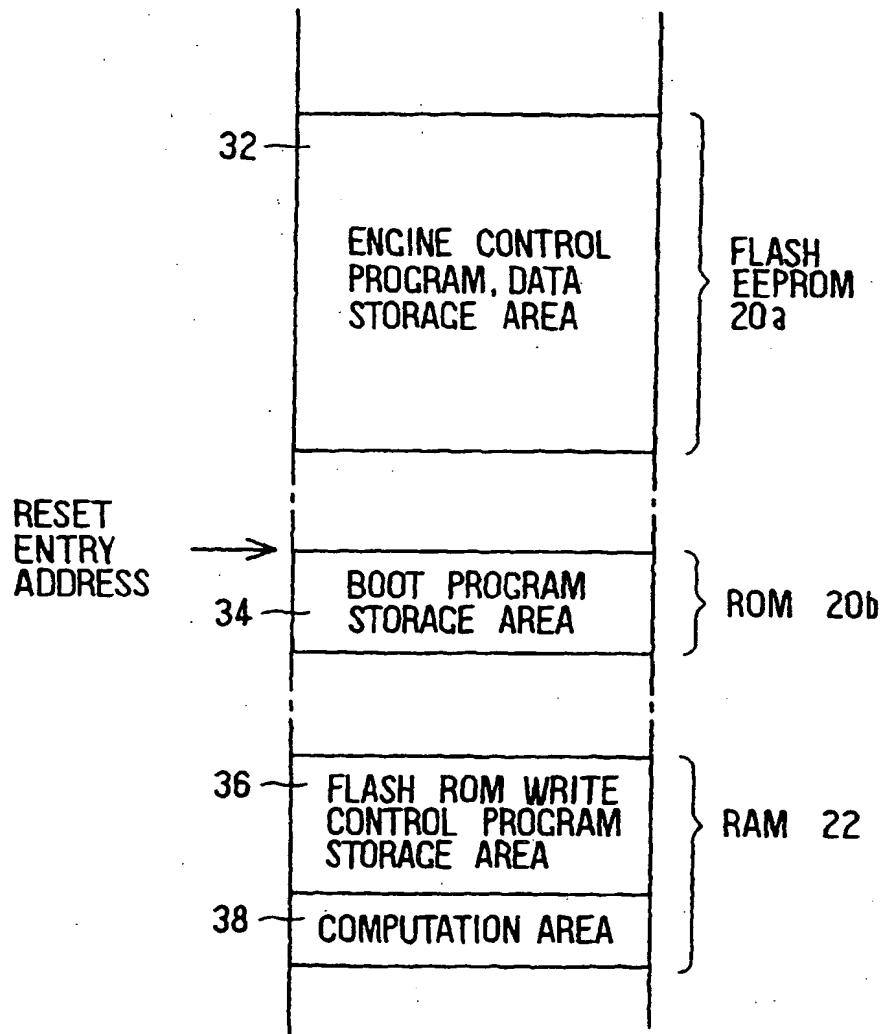 32
ENGINE CONTROL
PROGRAM, DATA
STORAGE AREA
FLASH
EEPROM
20a
RESET
ENTRY
ADDRESS
34
BOOT PROGRAM
STORAGE AREA
ROM 20b
36
FLASH ROM WRITE
CONTROL PROGRAM
STORAGE AREA
RAM 22
38
COMPUTATION AREA